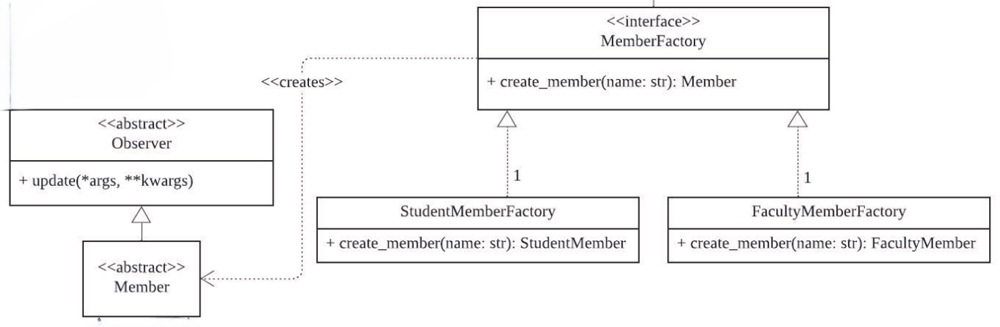 <<interface>>
MemberFactory
+ create_member(name: str): Member
<<creates>>
<<abstract>>
Observer
+ update(*args, **kwargs)
1
1
StudentMemberFactory
+ create_member(name: str): StudentMember
FacultyMemberFactory
+ create_member(name: str): FacultyMember
<<abstract>>
Member